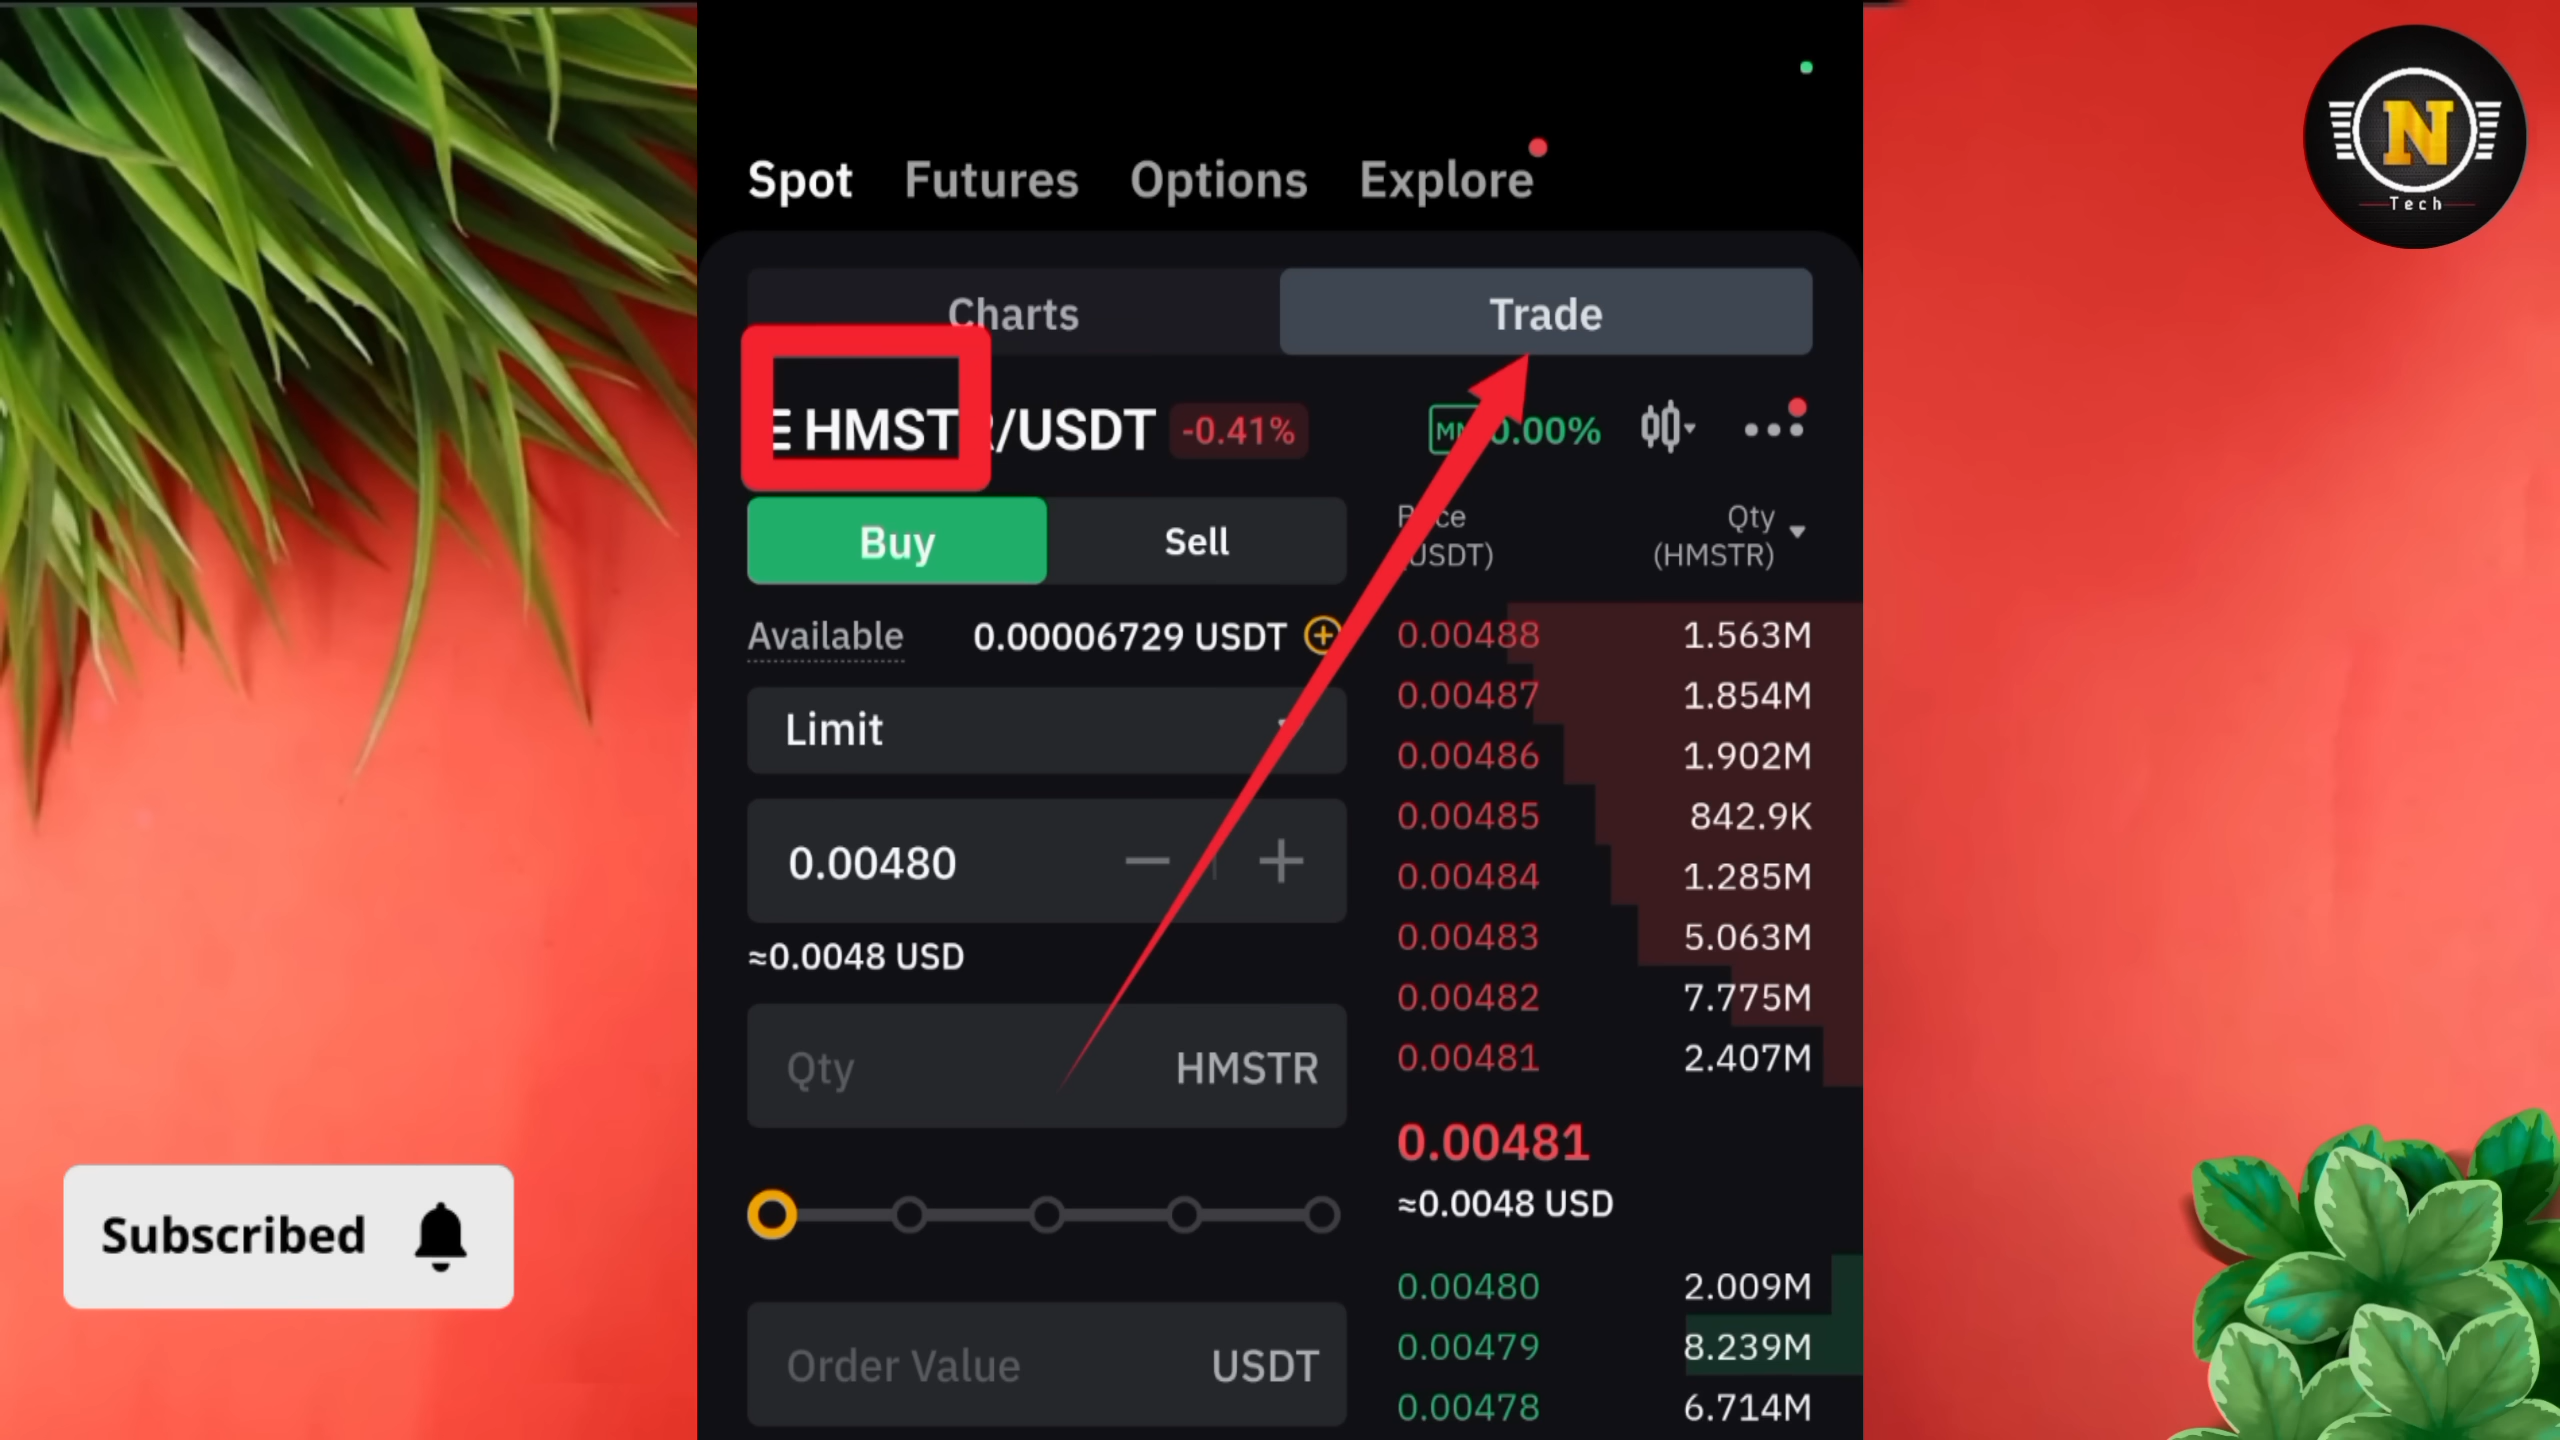 N
Tech
Spot Futures Options Explore
Charts Trade
HMSTR/USDT -0.41% 0.00%
Buy Sell
Price Qty
(USDT) (HMSTR)
Available 0.00006729 USDT
Limit
0.00480
≈0.0048 USD
Qty HMSTR
Order Value USDT
0.00488 1.563M
0.00487 1.854M
0.00486 1.902M
0.00485 842.9K
0.00484 1.285M
0.00483 5.063M
0.00482 7.775M
0.00481 2.407M
0.00481
≈0.0048 USD
0.00480 2.009M
0.00479 8.239M
0.00478 6.714M
Subscribed